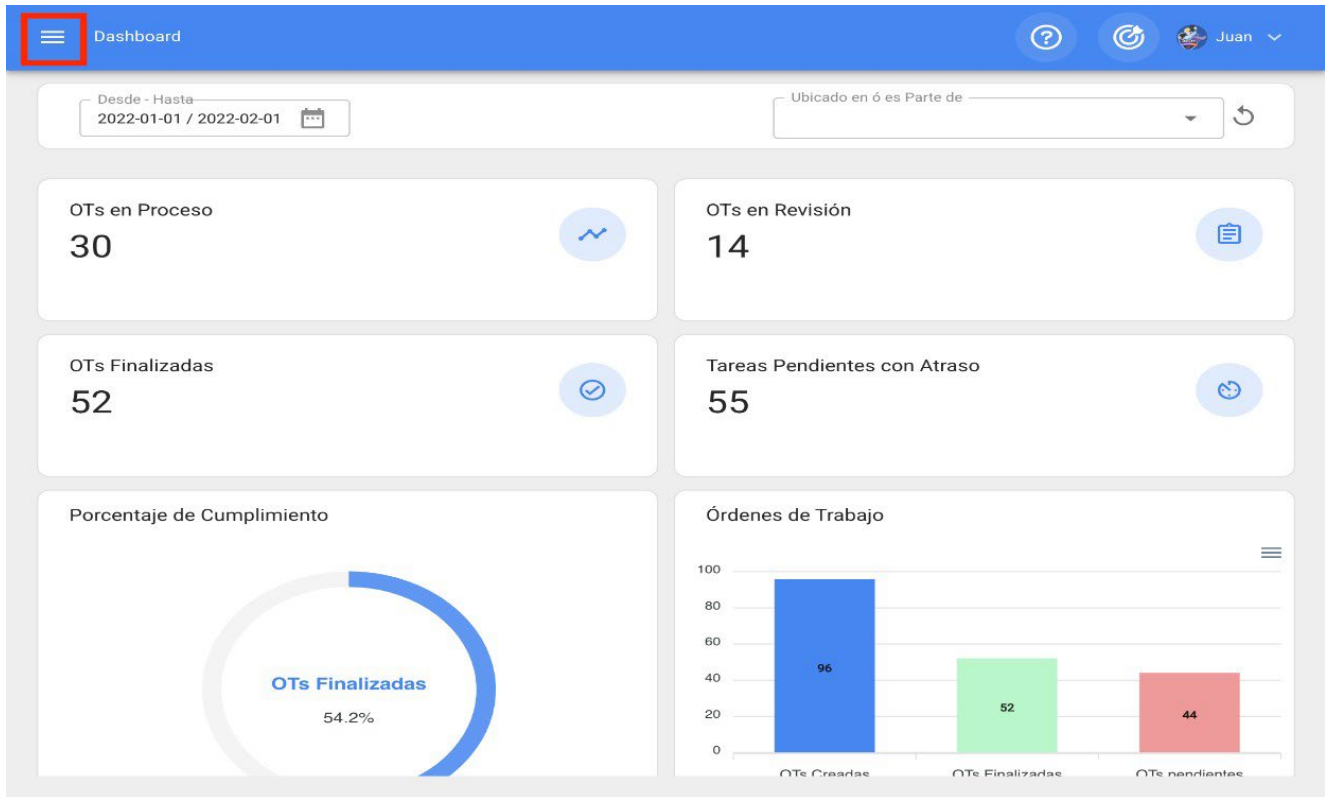 Dashboard
Juan
Desde - Hasta
2022-01-01 / 2022-02-01
Ubicado en ó es Parte de
OTs en Proceso
30
OTs en Revisión
14
OTs Finalizadas
52
Tareas Pendientes con Atraso
55
Porcentaje de Cumplimiento
OTs Finalizadas
54.2%
Órdenes de Trabajo
100
80
60
40
20
0
96
52
44
OTs Creadas
OTs Finalizadas
OTs pendientes